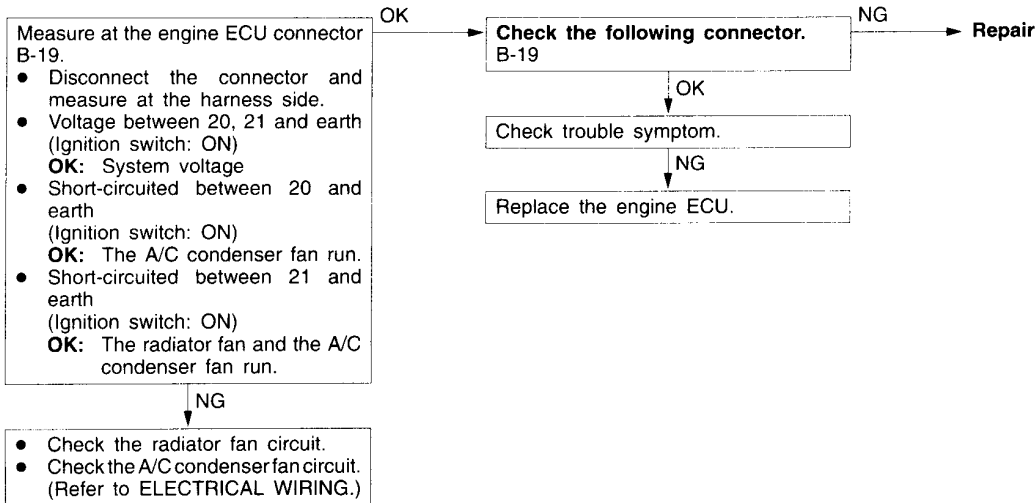 Measure at the engine ECU connector
B-19.
● Disconnect the connector and
measure at the harness side.
● Voltage between 20, 21 and earth
(Ignition switch: ON)
OK: System voltage
● Short-circuited between 20 and
earth
(Ignition switch: ON)
OK: The A/C condenser fan run.
● Short-circuited between 21 and
earth
(Ignition switch: ON)
OK: The radiator fan and the A/C
condenser fan run.
OK
Check the following connector.
B-19
NG
Repair
OK
Check trouble symptom.
NG
Replace the engine ECU.
NG
● Check the radiator fan circuit.
● Check the A/C condenser fan circuit.
(Refer to ELECTRICAL WIRING.)